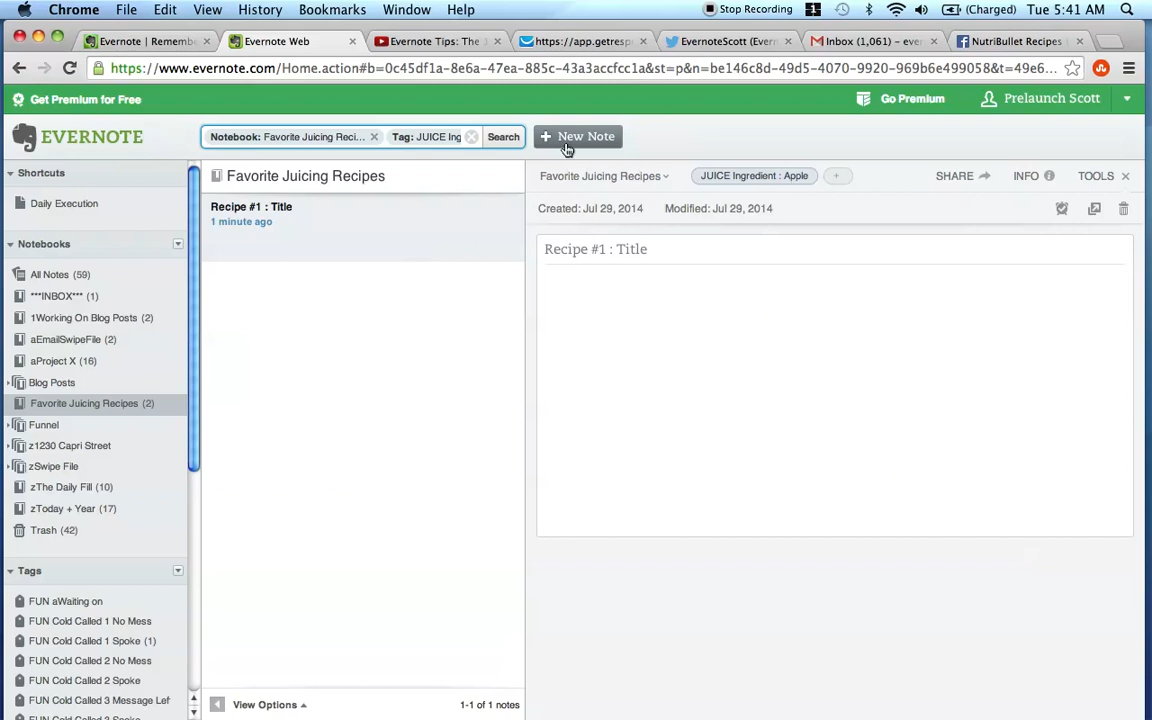 Chrome File Edit View History Bookmarks Window Help Stop Recording 1 (Charged) Tue 5:41 AM
Evernote | Rememb Evernote Web Evernote Tips: The 1 https://app.getresp EvernoteScott (Evern Inbox (1,061) – ever NutriBullet Recipes
https://www.evernote.com/Home.action#b=0c45df1a-8e6a-47ea-885c-43a3accfcc1a&st=p&n=be146c8d-49d5-4070-9920-969b6e499058&t=49e6...
Get Premium for Free Go Premium Prelaunch Scott
EVERNOTE Notebook: Favorite Juicing Reci... Tag: JUICE Ing Search + New Note
Shortcuts
Daily Execution
Notebooks
All Notes (59)
***INBOX*** (1)
1Working On Blog Posts (2)
aEmailSwipeFile (2)
aProject X (16)
Blog Posts
Favorite Juicing Recipes (2)
Funnel
z1230 Capri Street
zSwipe File
zThe Daily Fill (10)
zToday + Year (17)
Trash (42)
Tags
FUN aWaiting on
FUN Cold Called 1 No Mess
FUN Cold Called 1 Spoke (1)
FUN Cold Called 2 No Mess
FUN Cold Called 2 Spoke
FUN Cold Called 3 Message Lef
FUN Cold Called 3 Spoke
Favorite Juicing Recipes
Recipe #1 : Title
1 minute ago
View Options 1-1 of 1 notes
Favorite Juicing Recipes JUICE Ingredient : Apple + SHARE INFO TOOLS
Created: Jul 29, 2014 Modified: Jul 29, 2014
Recipe #1 : Title